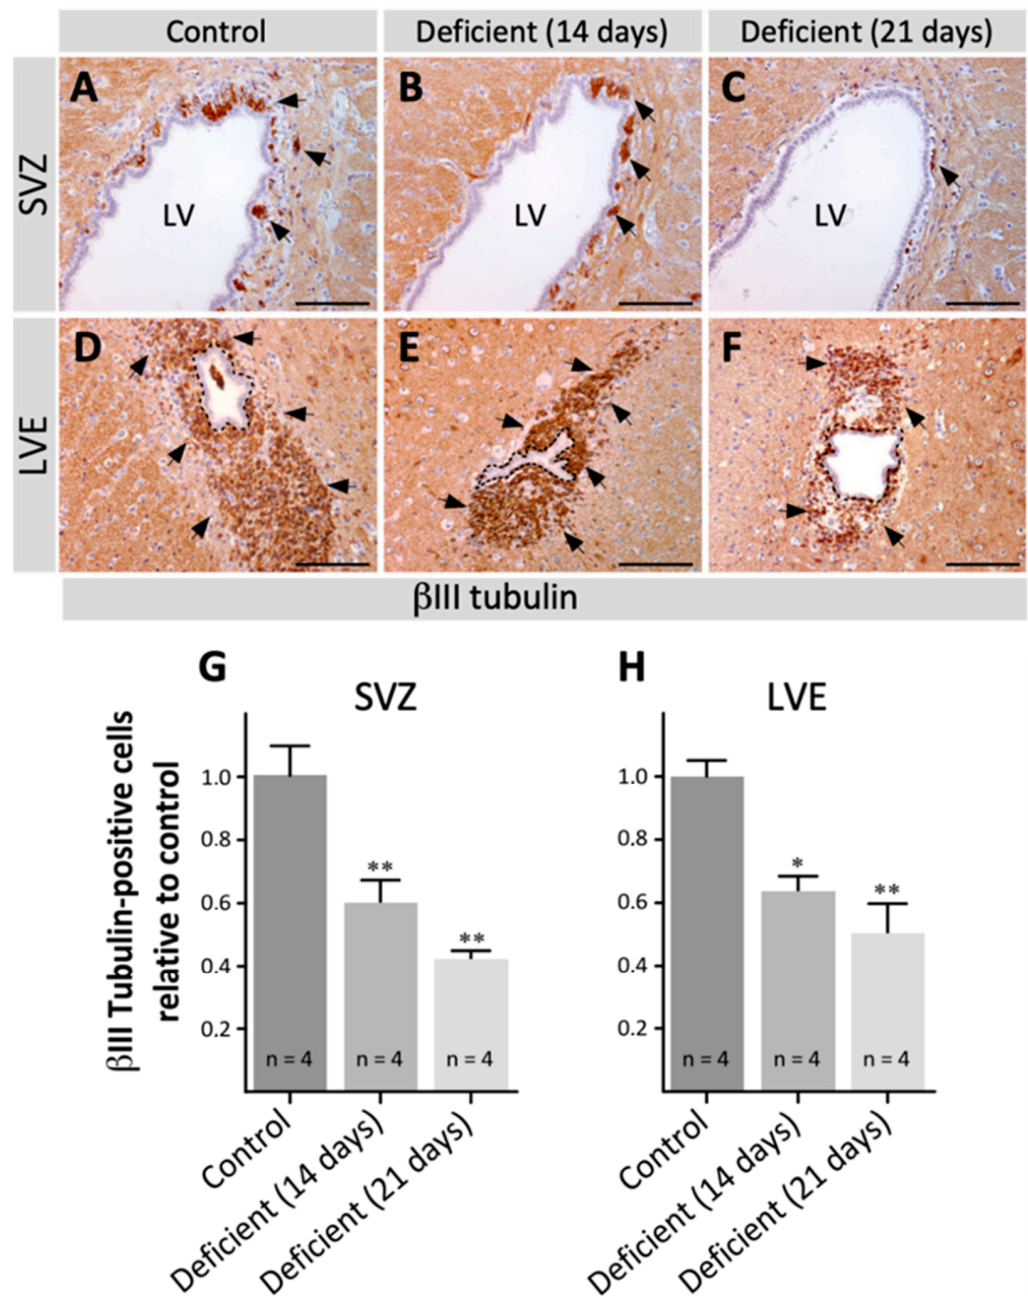 Control
Deficient (14 days)
Deficient (21 days)
SVZ
A
B
C
LV
LV
LV
LVE
D
E
F
βIII tubulin
G
H
SVZ
LVE
βIII Tubulin-positive cells
relative to control
1.0
0.8
0.6
0.4
0.2
**
**
n = 4
n = 4
n = 4
Control
Deficient (14 days)
Deficient (21 days)
1.0
0.8
0.6
0.4
0.2
*
**
n = 4
n = 4
n = 4
Control
Deficient (14 days)
Deficient (21 days)